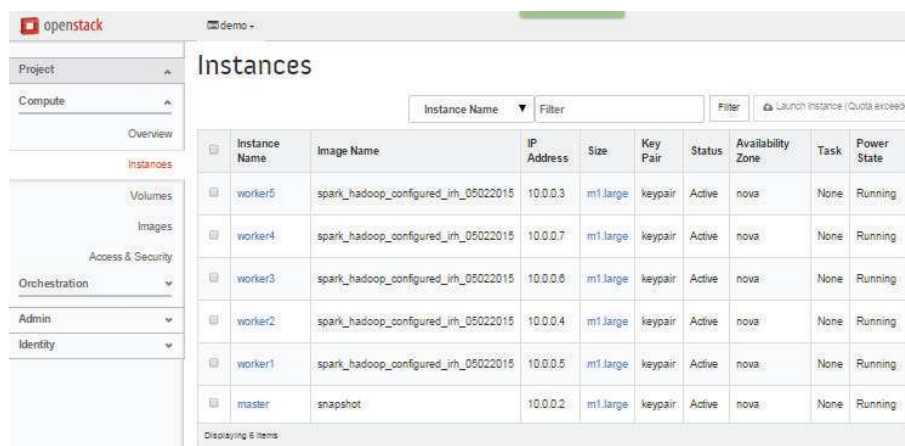 openstack
demo
Project
Compute
Overview
Instances
Volumes
Images
Access & Security
Orchestration
Admin
Identity
Instances
Instance Name Filter Filter Launch Instance (Quota exceede
Instance Name Image Name IP Address Size Key Pair Status Availability Zone Task Power State
worker5 spark_hadoop_configured_irh_05022015 10.0.0.3 m1.large keypair Active nova None Running
worker4 spark_hadoop_configured_irh_05022015 10.0.0.7 m1.large keypair Active nova None Running
worker3 spark_hadoop_configured_irh_05022015 10.0.0.6 m1.large keypair Active nova None Running
worker2 spark_hadoop_configured_irh_05022015 10.0.0.4 m1.large keypair Active nova None Running
worker1 spark_hadoop_configured_irh_05022015 10.0.0.5 m1.large keypair Active nova None Running
master snapshot 10.0.0.2 m1.large keypair Active nova None Running
Displaying 6 items